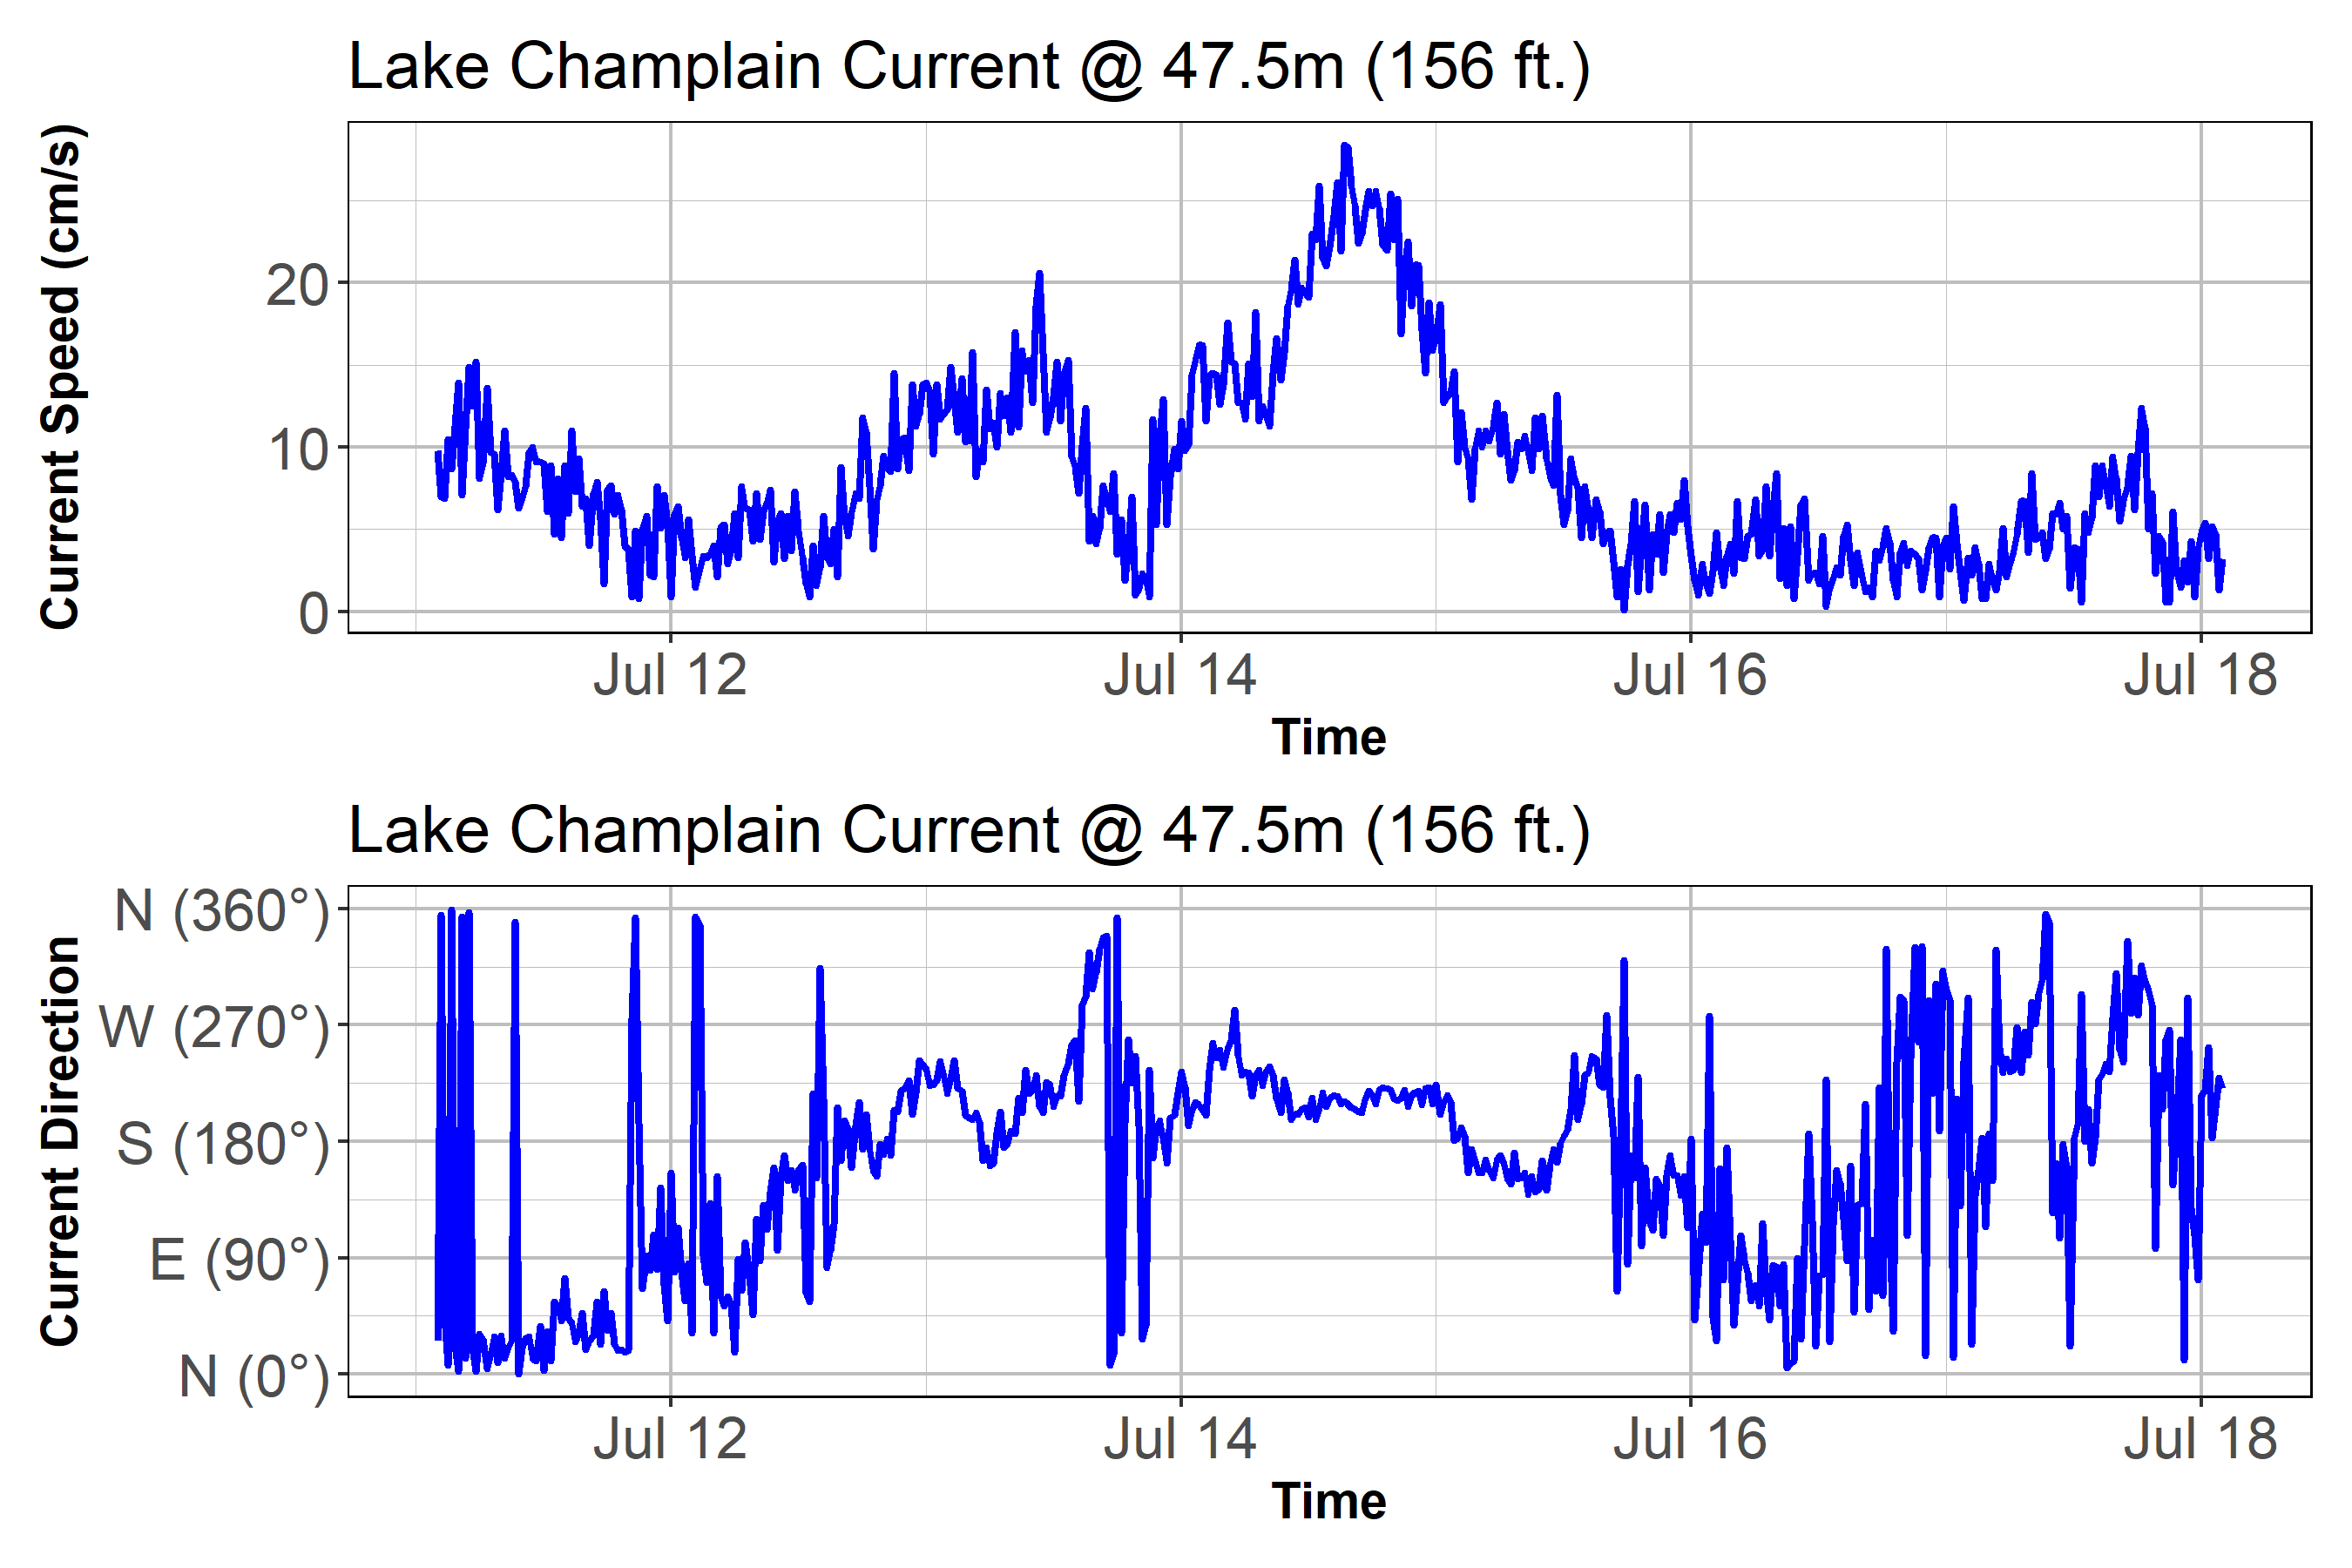 Lake Champlain Current @ 47.5m (156 ft.)
Current Speed (cm/s)
20
10
0
Jul 12 Jul 14 Jul 16 Jul 18
Time
Lake Champlain Current @ 47.5m (156 ft.)
Current Direction
N (360°)
W (270°)
S (180°)
E (90°)
N (0°)
Jul 12 Jul 14 Jul 16 Jul 18
Time